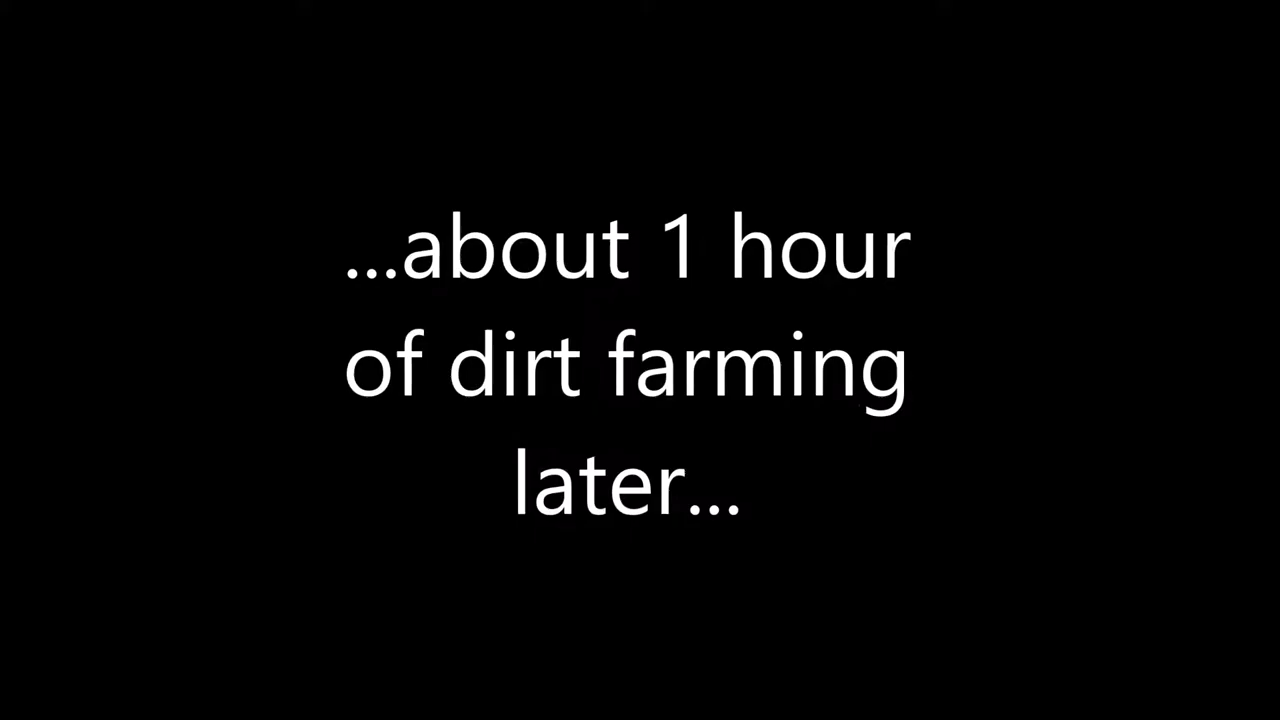 ...about 1 hour
of dirt farming
later...